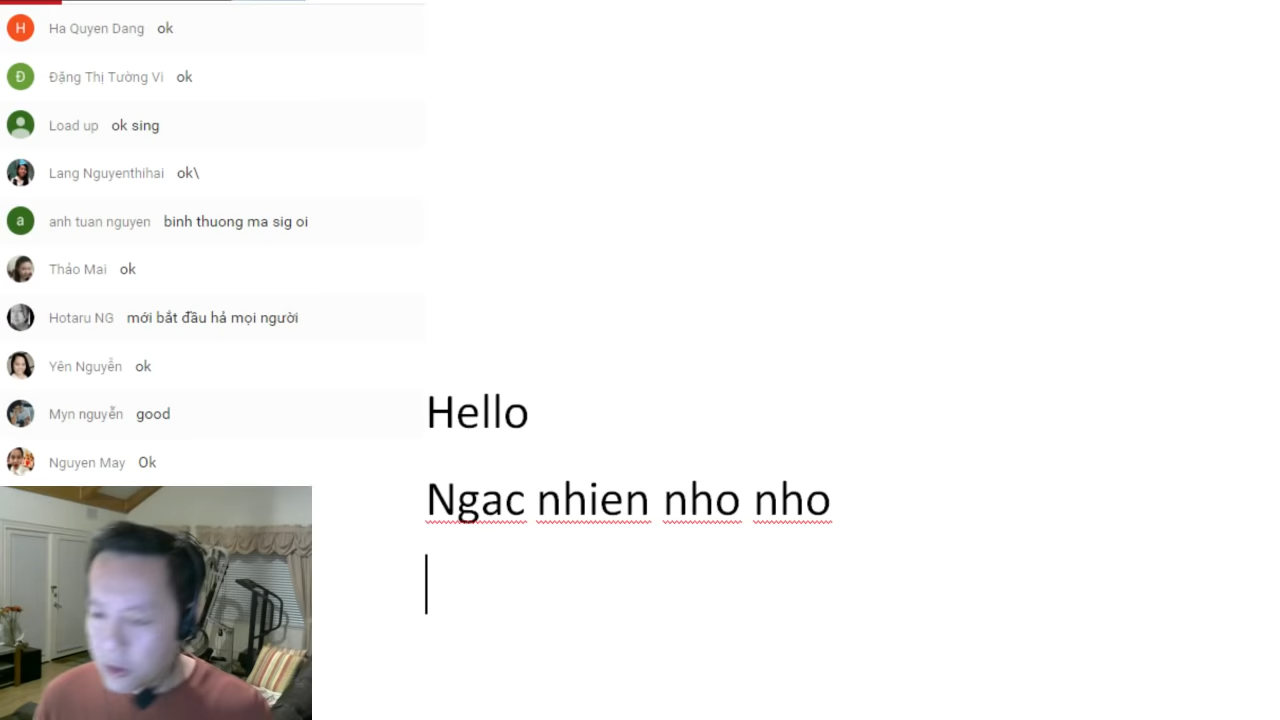 H Ha Quyen Dang ok
Đ Đặng Thị Tường Vi ok
Load up ok sing
Lang Nguyenthihai ok\
a anh tuan nguyen binh thuong ma sig oi
Thảo Mai ok
Hotaru NG mới bắt đầu hả mọi người
Yên Nguyễn ok
Myn nguyễn good
Nguyen May Ok
Hello
Ngac nhien nho nho